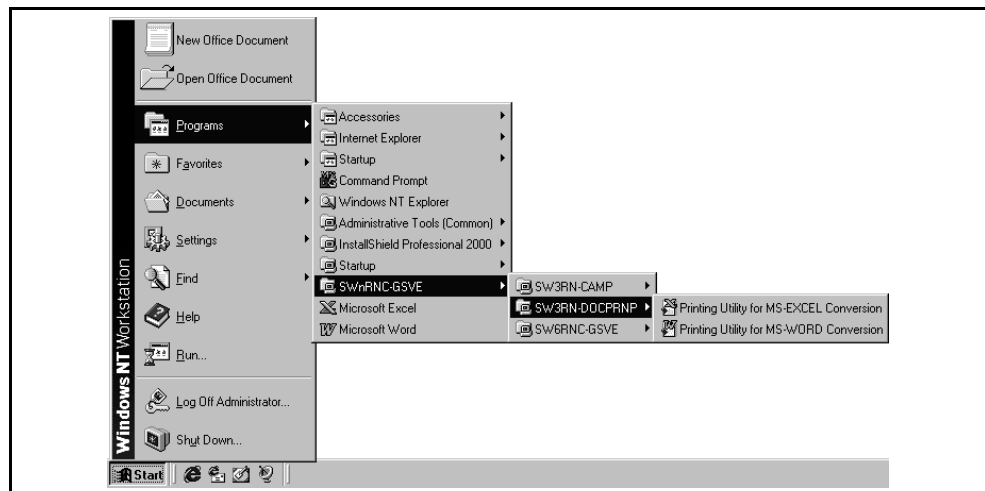 New Office Document
Open Office Document
Programs
Favorites
Documents
Settings
Find
Help
Run...
Log Off Administrator...
Shut Down...
Windows NT Workstation
Start
Accessories
Internet Explorer
Startup
Command Prompt
Windows NT Explorer
Administrative Tools (Common)
InstallShield Professional 2000
Startup
SWnRNC-GSVE
Microsoft Excel
Microsoft Word
SW3RN-CAMP
SW3RN-DOCPRNP
SW6RNC-GSVE
Printing Utility for MS-EXCEL Conversion
Printing Utility for MS-WORD Conversion